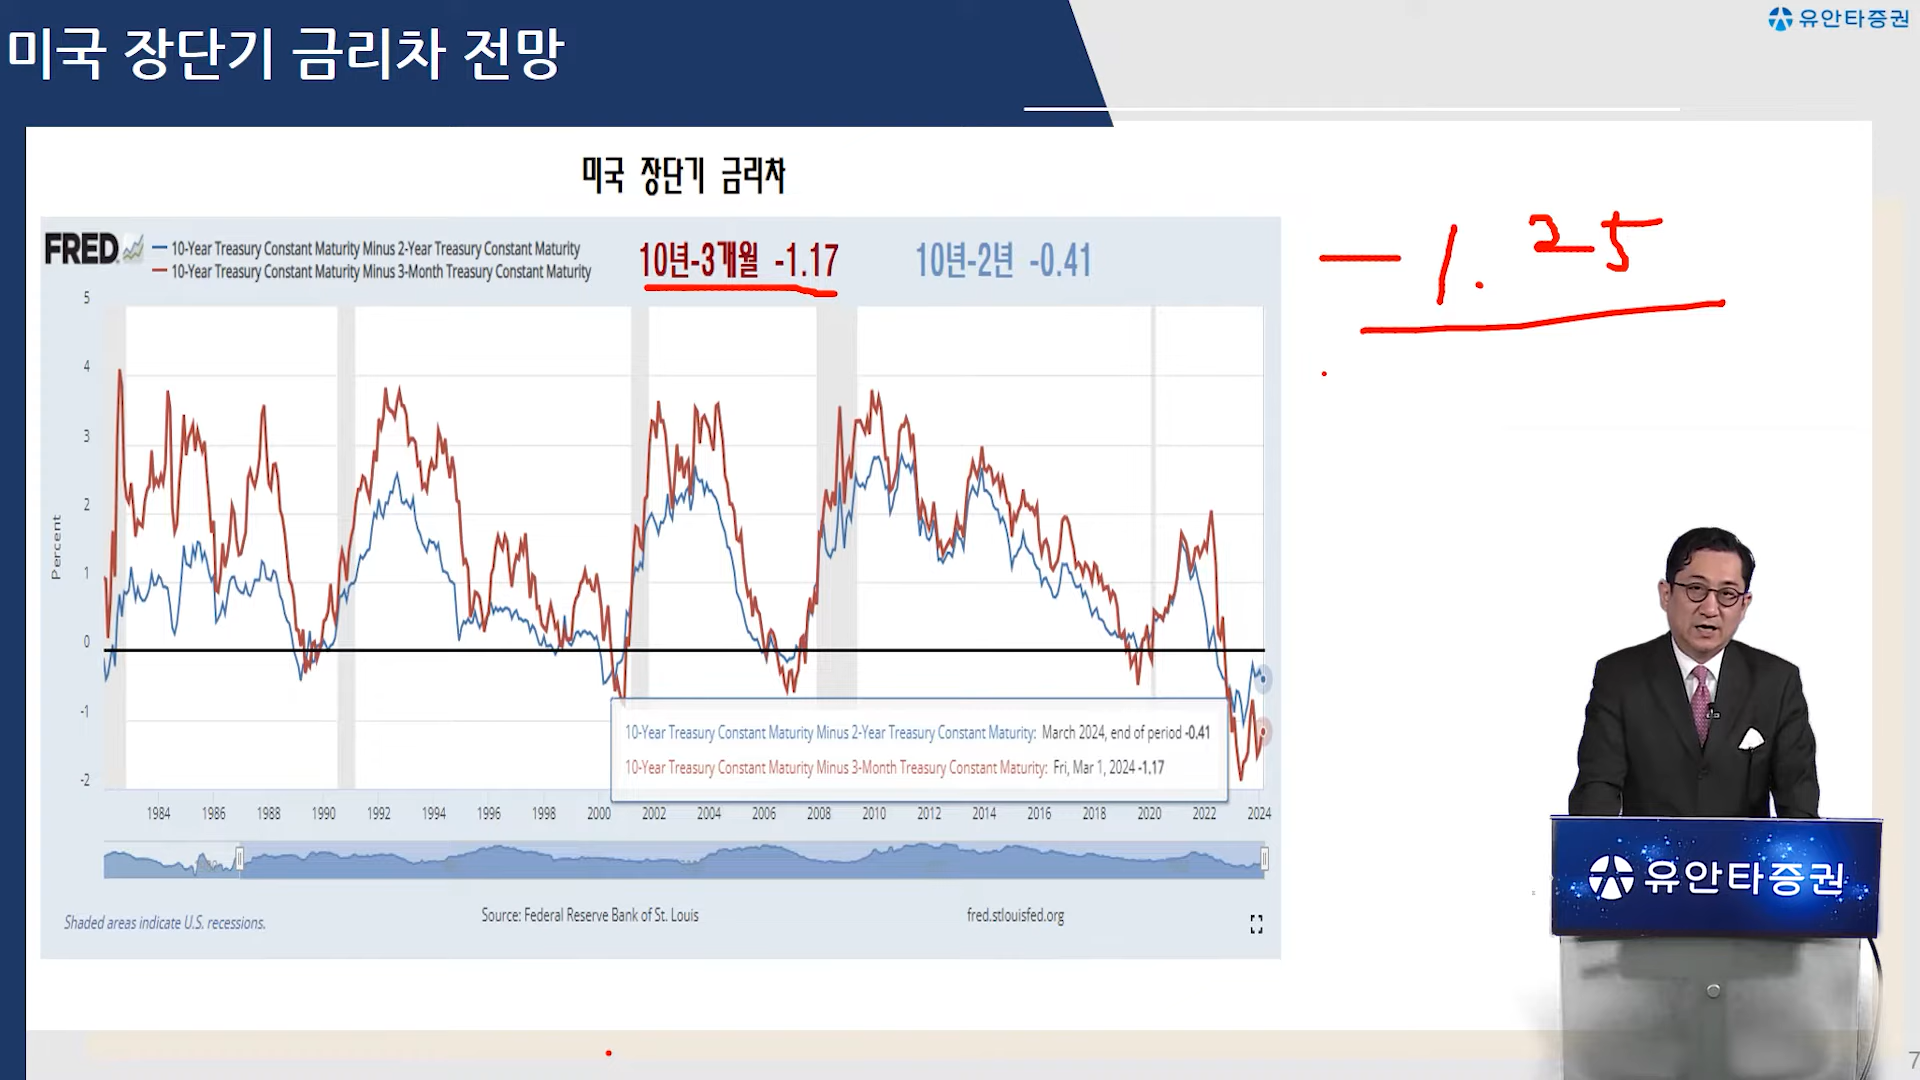 미국 장단기 금리차 전망
유안타증권
미국 장단기 금리차
FRED
10-Year Treasury Constant Maturity Minus 2-Year Treasury Constant Maturity
10-Year Treasury Constant Maturity Minus 3-Month Treasury Constant Maturity
10년-3개월 -1.17
10년-2년 -0.41
-1.25
5
4
3
2
1
0
-1
-2
Percent
10-Year Treasury Constant Maturity Minus 2-Year Treasury Constant Maturity: March 2024, end of period -0.41
10-Year Treasury Constant Maturity Minus 3-Month Treasury Constant Maturity: Fri, Mar 1, 2024 -1.17
1984 1986 1988 1990 1992 1994 1996 1998 2000 2002 2004 2006 2008 2010 2012 2014 2016 2018 2020 2022 2024
Shaded areas indicate U.S. recessions.
Source: Federal Reserve Bank of St. Louis
fred.stlouisfed.org
유안타증권
7